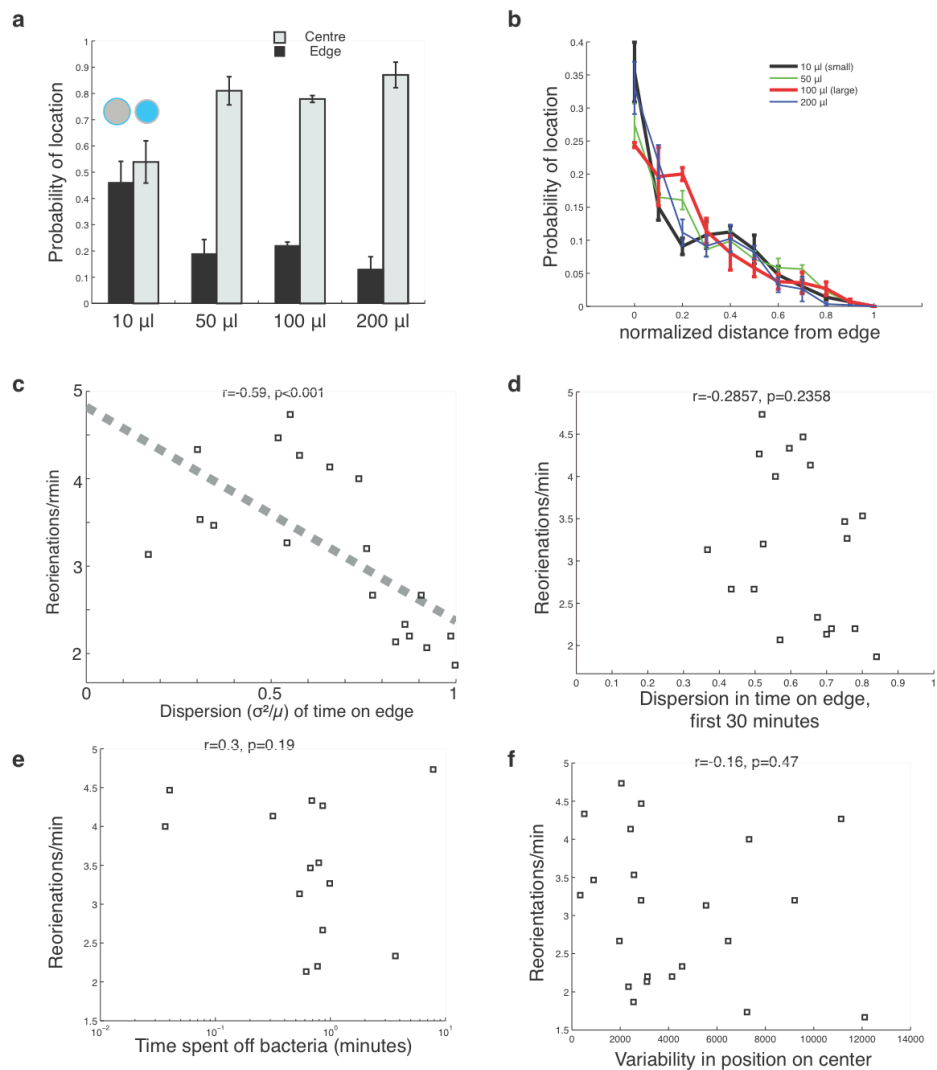 a
Centre
Edge
Probability of location
1
0.9
0.8
0.7
0.6
0.5
0.4
0.3
0.2
0.1
0
10 µl 50 µl 100 µl 200 µl
b
Probability of location
0.4
0.35
0.3
0.25
0.2
0.15
0.1
0.05
0
10 µl (small)
50 µl
100 µl (large)
200 µl
0 0.2 0.4 0.6 0.8 1
normalized distance from edge
c
r=-0.59, p<0.001
Reorienations/rmin
5
4
3
2
0 0.5 1
Dispersion (σ²/µ) of time on edge
d
r=-0.2857, p=0.2358
Reorienations/min
5
4.5
4
3.5
3
2.5
2
0 0.1 0.2 0.3 0.4 0.5 0.6 0.7 0.8 0.9 1
Dispersion in time on edge,
first 30 minutes
e
r=0.3, p=0.19
Reorienations/min
5
4.5
4
3.5
3
2.5
2
1.5
10⁻² 10⁻¹ 10⁰ 10¹
Time spent off bacteria (minutes)
f
r=-0.16, p=0.47
Reorientations/min
5
4.5
4
3.5
3
2.5
2
1.5
0 2000 4000 6000 8000 10000 12000 14000
Variability in position on center